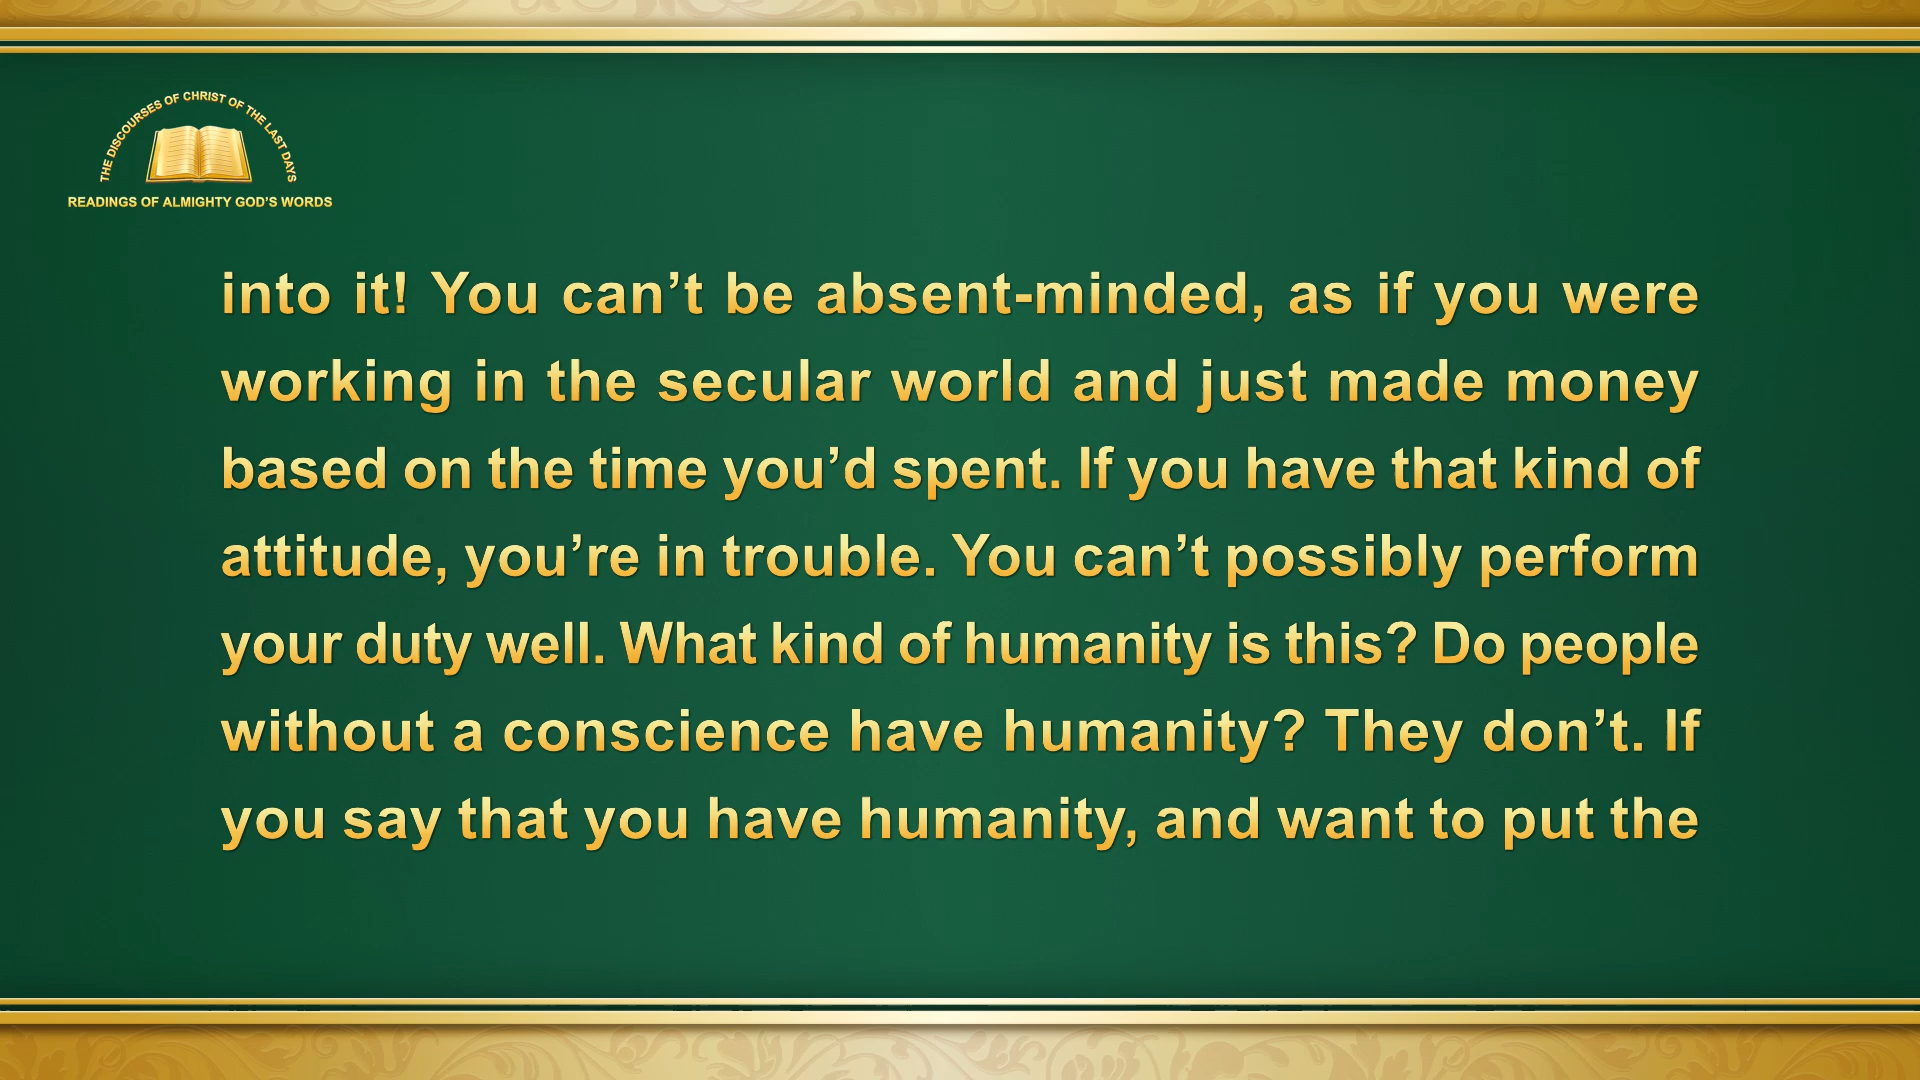 THE DISCOURSES OF CHRIST OF THE LAST DAYS
READINGS OF ALMIGHTY GOD’S WORDS
into it! You can’t be absent-minded, as if you were
working in the secular world and just made money
based on the time you’d spent. If you have that kind of
attitude, you’re in trouble. You can’t possibly perform
your duty well. What kind of humanity is this? Do people
without a conscience have humanity? They don’t. If
you say that you have humanity, and want to put the